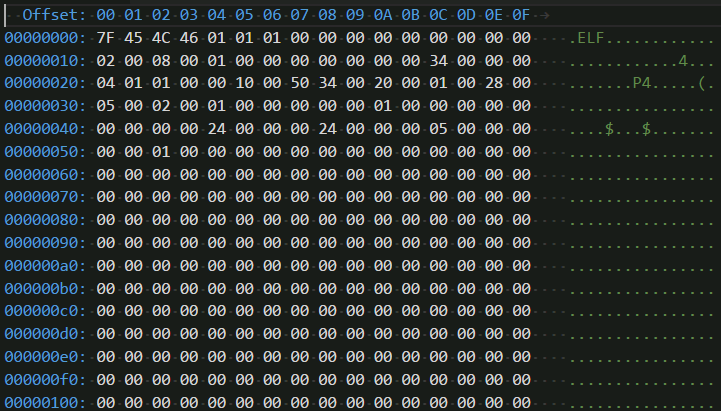 Offset: 00 01 02 03 04 05 06 07 08 09 0A 0B 0C 0D 0E 0F
00000000: 7F 45 4C 46 01 01 01 00 00 00 00 00 00 00 00 00 .ELF............
00000010: 02 00 08 00 01 00 00 00 00 00 00 00 34 00 00 00 ............4...
00000020: 04 01 01 00 00 10 00 50 34 00 20 00 01 00 28 00 .......P4.....(.
00000030: 05 00 02 00 01 00 00 00 00 00 01 00 00 00 00 00 ................
00000040: 00 00 00 00 24 00 00 00 24 00 00 00 05 00 00 00 ....$...$.......
00000050: 00 00 01 00 00 00 00 00 00 00 00 00 00 00 00 00 ................
00000060: 00 00 00 00 00 00 00 00 00 00 00 00 00 00 00 00 ................
00000070: 00 00 00 00 00 00 00 00 00 00 00 00 00 00 00 00 ................
00000080: 00 00 00 00 00 00 00 00 00 00 00 00 00 00 00 00 ................
00000090: 00 00 00 00 00 00 00 00 00 00 00 00 00 00 00 00 ................
000000a0: 00 00 00 00 00 00 00 00 00 00 00 00 00 00 00 00 ................
000000b0: 00 00 00 00 00 00 00 00 00 00 00 00 00 00 00 00 ................
000000c0: 00 00 00 00 00 00 00 00 00 00 00 00 00 00 00 00 ................
000000d0: 00 00 00 00 00 00 00 00 00 00 00 00 00 00 00 00 ................
000000e0: 00 00 00 00 00 00 00 00 00 00 00 00 00 00 00 00 ................
000000f0: 00 00 00 00 00 00 00 00 00 00 00 00 00 00 00 00 ................
00000100: 00 00 00 00 00 00 00 00 00 00 00 00 00 00 00 00 ................